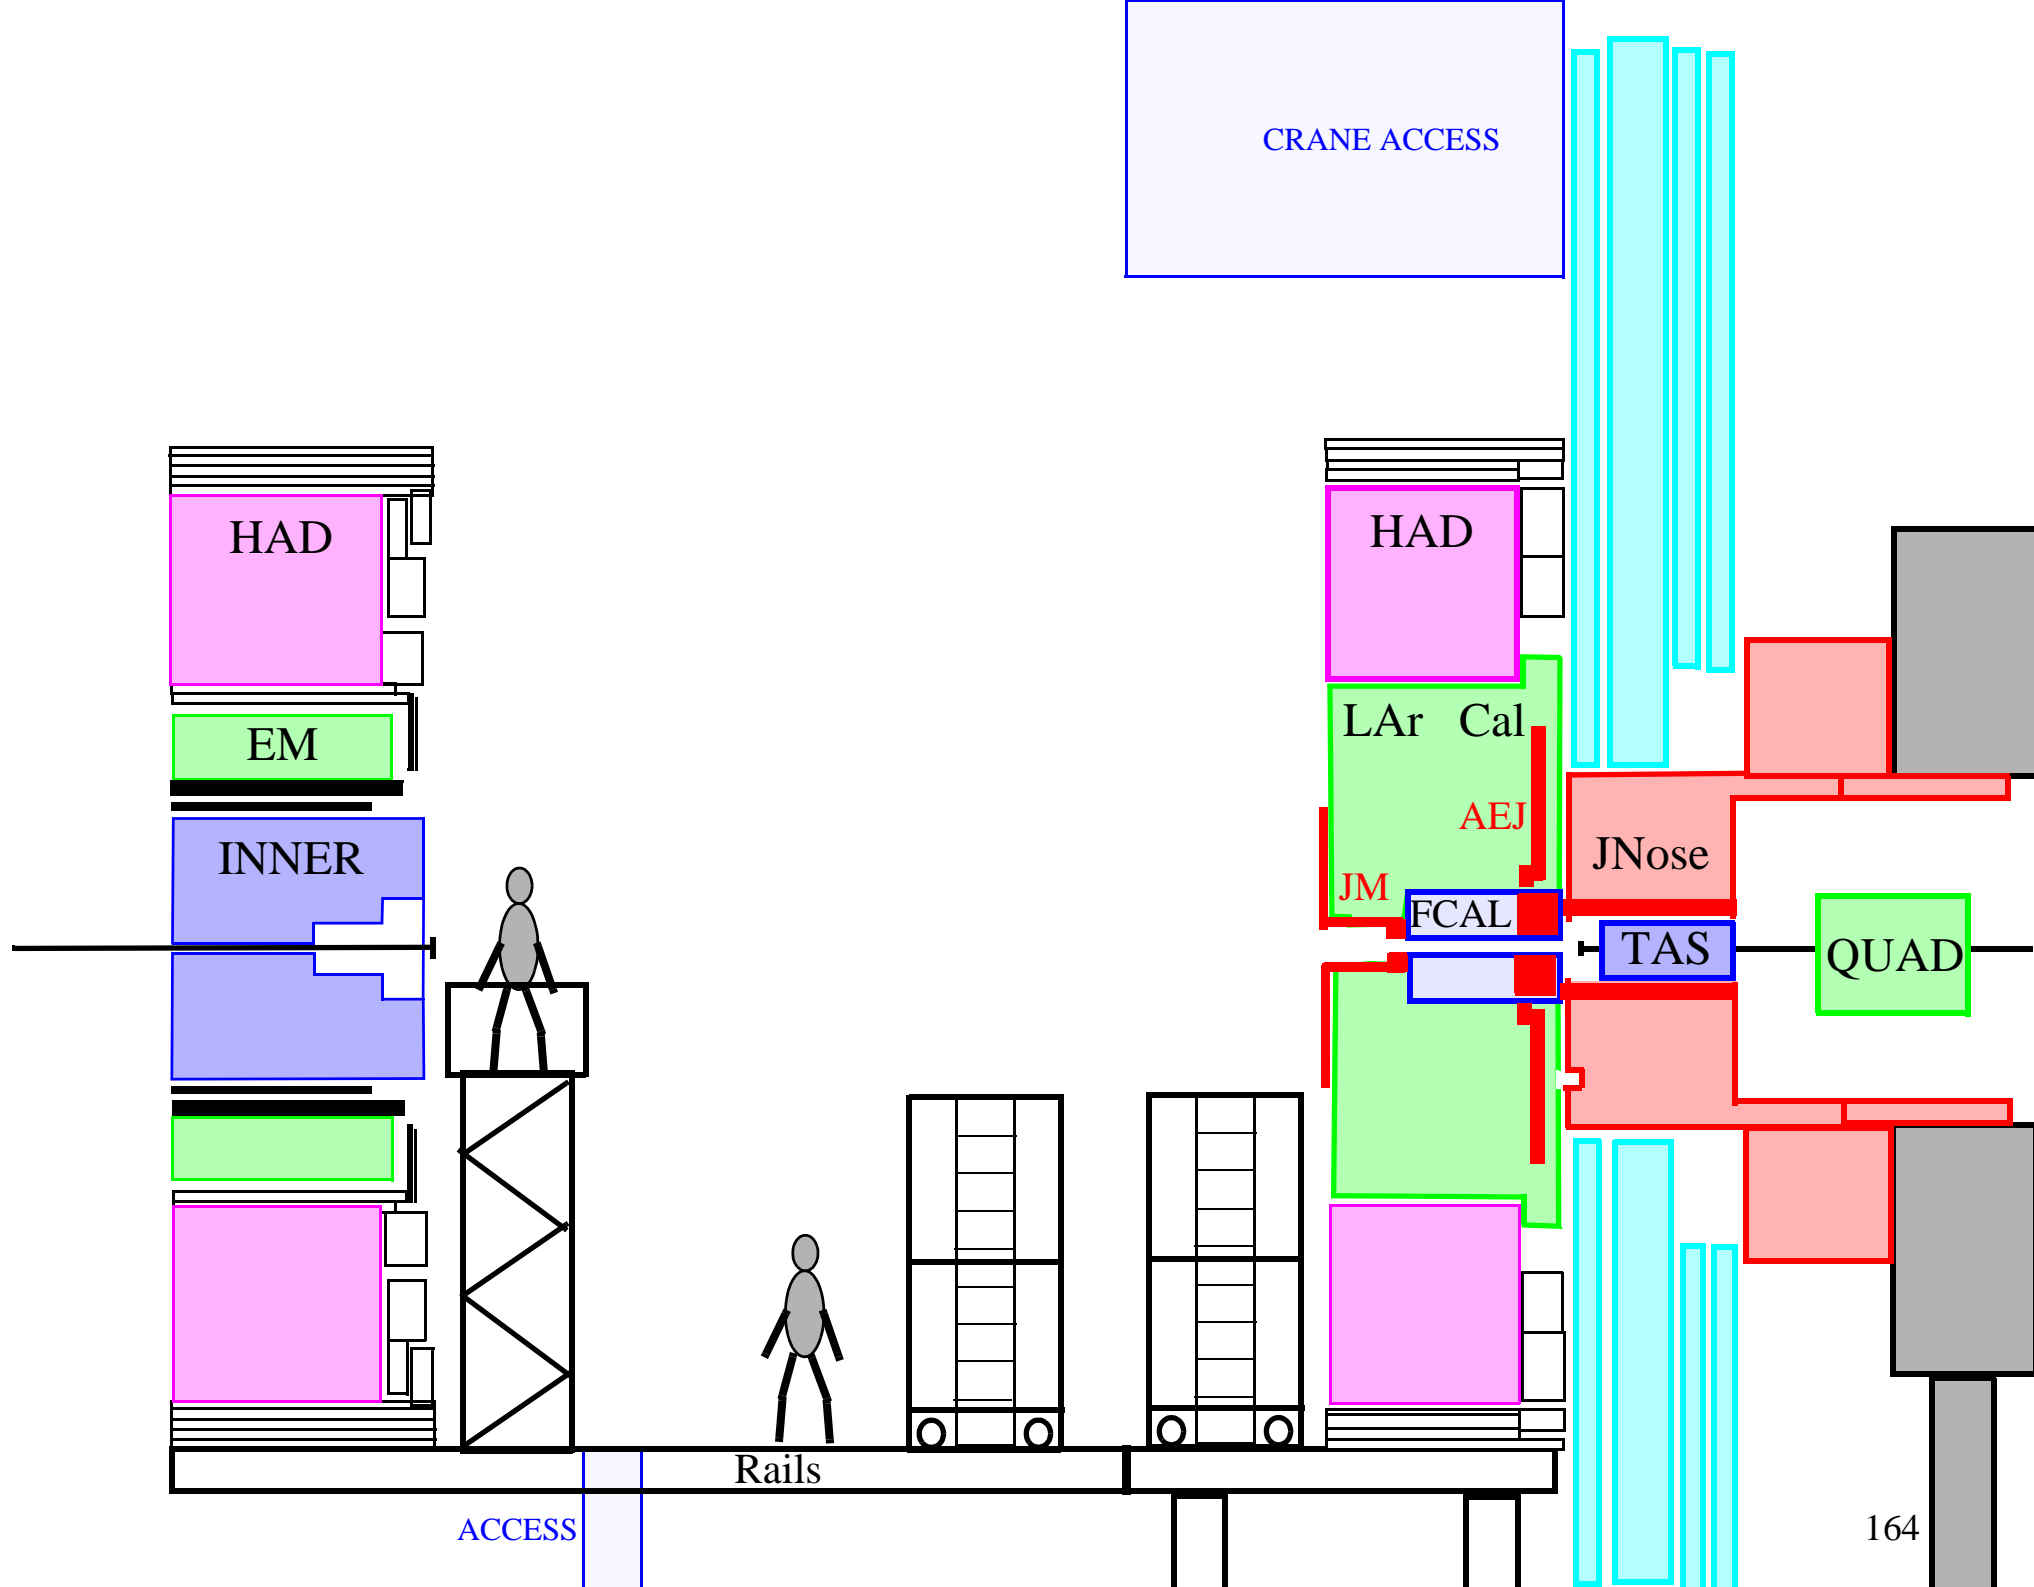 CRANE ACCESS
HAD
HAD
LAr Cal
EM
AEJ
INNER
JNose
JM
FCAL
TAS
QUAD
Rails
ACCESS
164